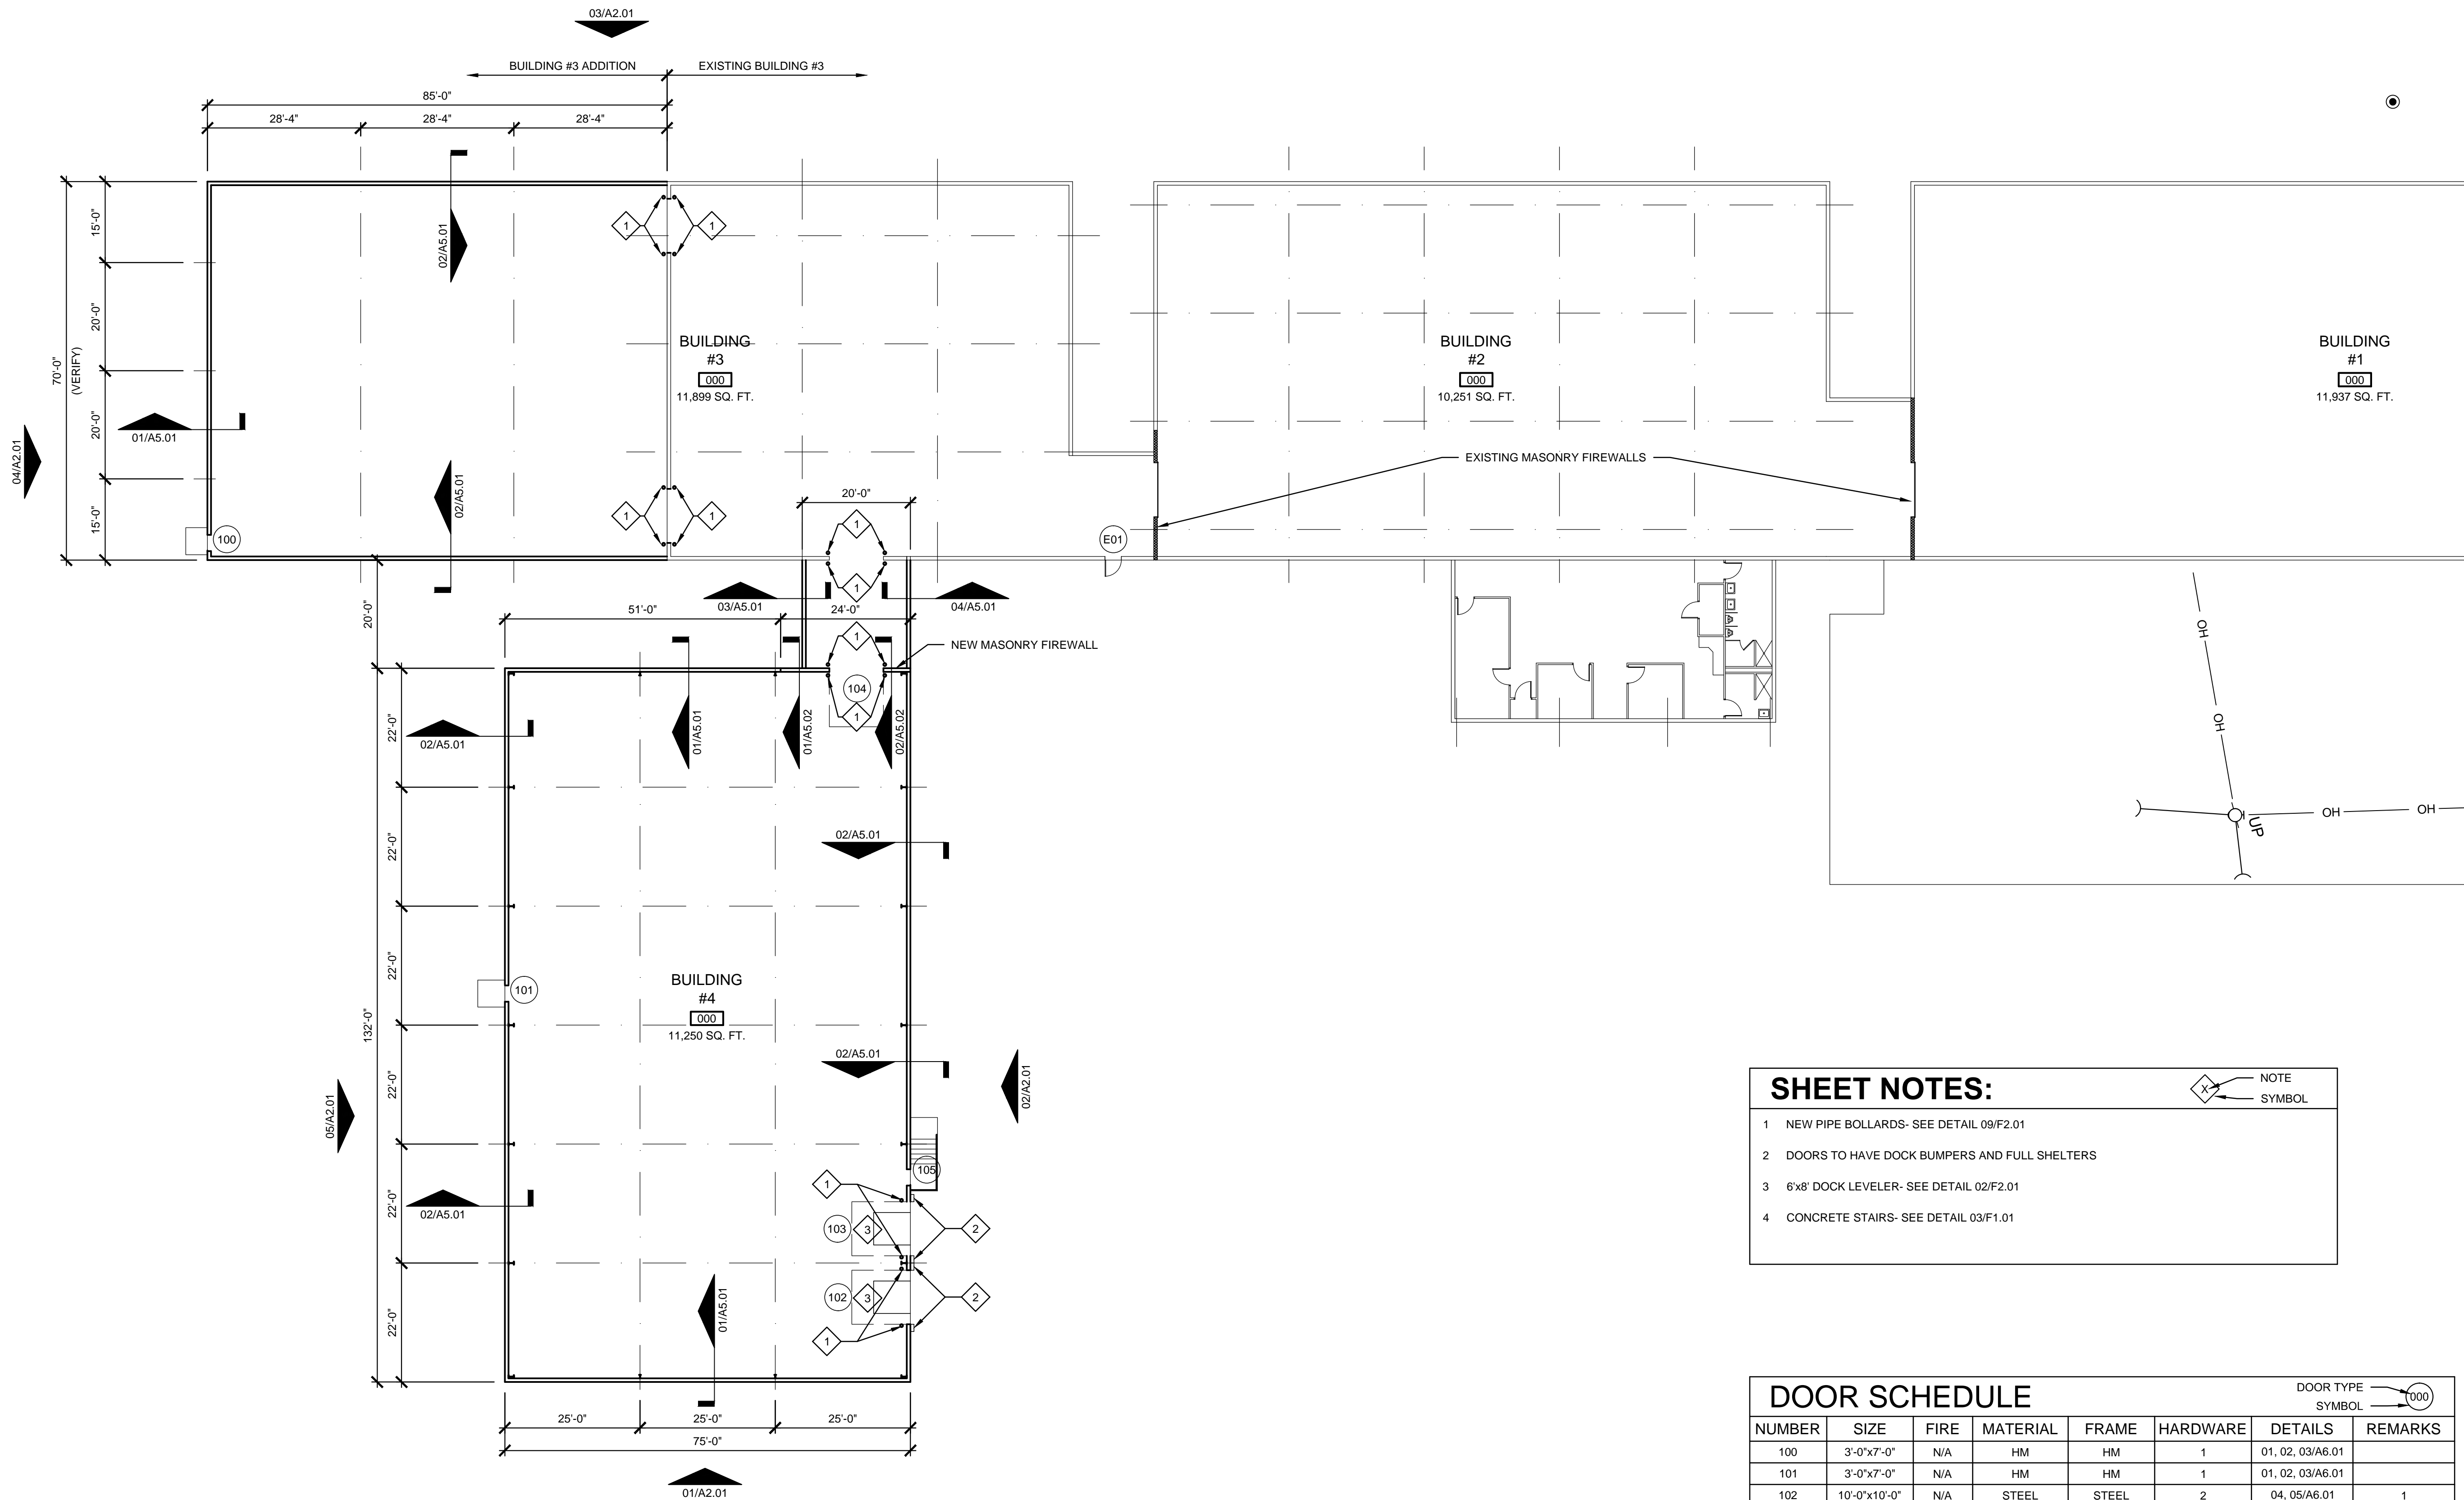 03/A2.01
BUILDING #3 ADDITION
EXISTING BUILDING #3
85'-0"
28'-4"
28'-4"
28'-4"
15'-0"
20'-0"
20'-0"
15'-0"
70'-0"
(VERIFY)
02/A5.01
1
1
BUILDING
#3
000
11,899 SQ. FT.
BUILDING
#2
000
10,251 SQ. FT.
BUILDING
#1
000
11,937 SQ. FT.
01/A5.01
04/A2.01
02/A5.01
EXISTING MASONRY FIREWALLS
20'-0"
1
1
1
100
E01
1
20'-0"
03/A5.01
04/A5.01
51'-0"
24'-0"
1
NEW MASONRY FIREWALL
104
1
22'-0"
02/A5.01
01/A5.01
01/A5.02
02/A5.02
OH
OH
OH
OH
UP
22'-0"
02/A5.01
22'-0"
101
BUILDING
#4
000
11,250 SQ. FT.
132'-0"
02/A5.01
22'-0"
05/A2.01
02/A2.01
105
22'-0"
02/A5.01
1
103
3
2
102
3
2
1
22'-0"
01/A5.01
25'-0"
25'-0"
25'-0"
75'-0"
01/A2.01
SHEET NOTES:
X
NOTE
SYMBOL
1 NEW PIPE BOLLARDS- SEE DETAIL 09/F2.01
2 DOORS TO HAVE DOCK BUMPERS AND FULL SHELTERS
3 6'x8' DOCK LEVELER- SEE DETAIL 02/F2.01
4 CONCRETE STAIRS- SEE DETAIL 03/F1.01
DOOR SCHEDULE
DOOR TYPE
SYMBOL
000
NUMBER SIZE FIRE MATERIAL FRAME HARDWARE DETAILS REMARKS
100 3'-0"x7'-0" N/A HM HM 1 01, 02, 03/A6.01
101 3'-0"x7'-0" N/A HM HM 1 01, 02, 03/A6.01
102 10'-0"x10'-0" N/A STEEL STEEL 2 04, 05/A6.01 1